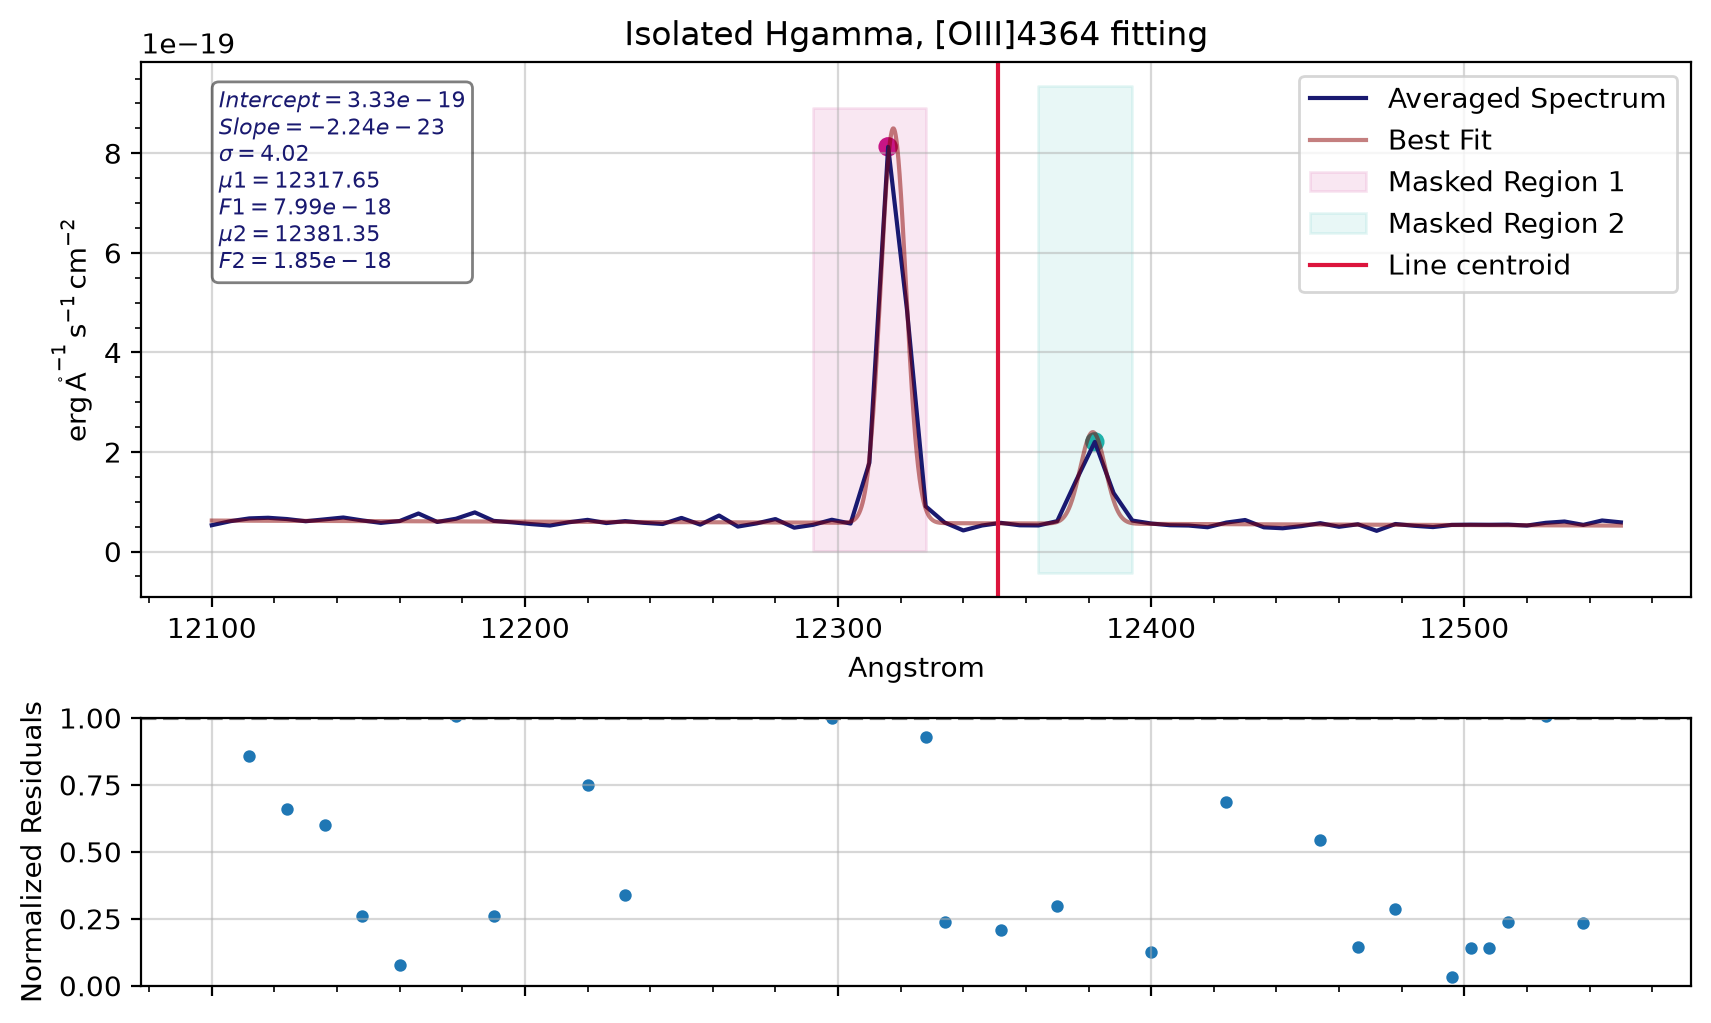 Isolated Hgamma, [OIII]4364 fitting
1e−19
Intercept = 3.33e − 19
Slope = −2.24e − 23
σ = 4.02
μ1 = 12317.65
F1 = 7.99e − 18
μ2 = 12381.35
F2 = 1.85e − 18
Averaged Spectrum
Best Fit
Masked Region 1
Masked Region 2
Line centroid
8
6
4
2
0
erg Å⁻¹ s⁻¹ cm⁻²
12100 12200 12300 12400 12500
Angstrom
1.00
0.75
0.50
0.25
0.00
Normalized Residuals